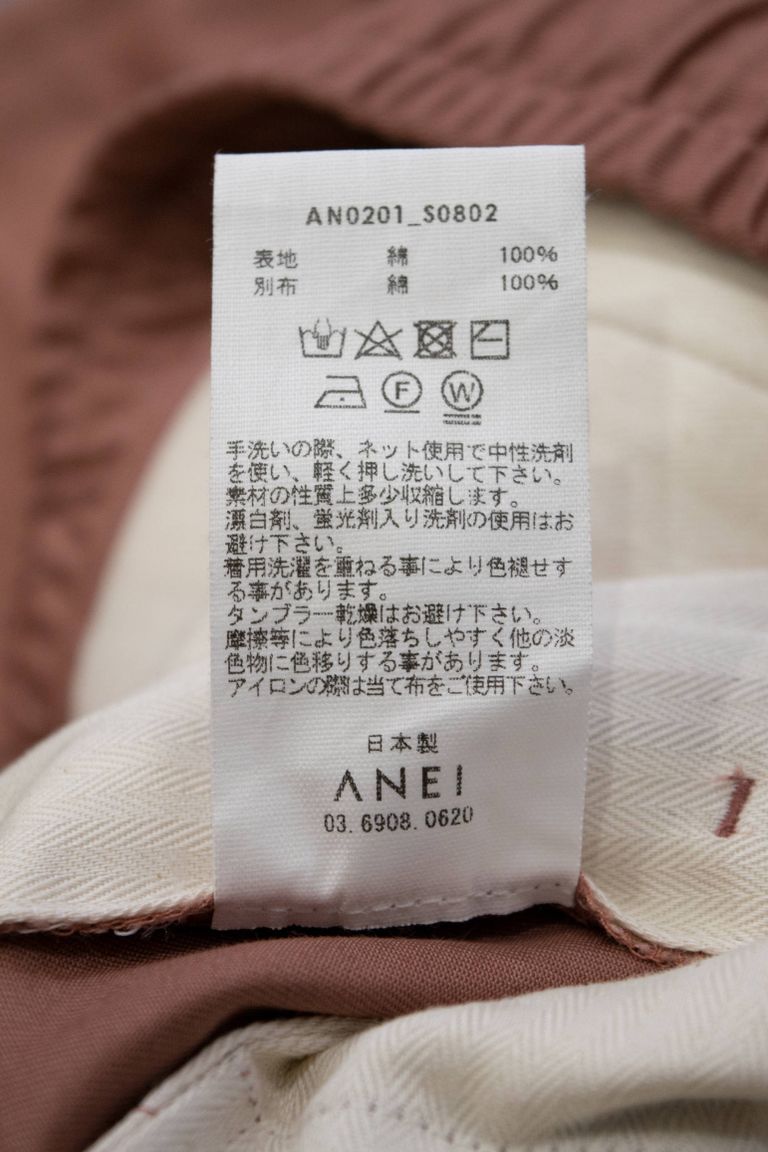 AN0201_S0802
表地 綿 100%
別布 綿 100%
F W
手洗いの際、ネット使用で中性洗剤
を使い、軽く押し洗いして下さい。
素材の性質上多少収縮します。
漂白剤、蛍光剤入り洗剤の使用はお
避け下さい。
着用洗濯を重ねる事により色褪せす
る事があります。
タンブラー乾燥はお避け下さい。
摩擦等により色落ちしやすく他の淡
色物に色移りする事があります。
アイロンの際は当て布をご使用下さい。
日本製
ANEI
03.6908.0620
1